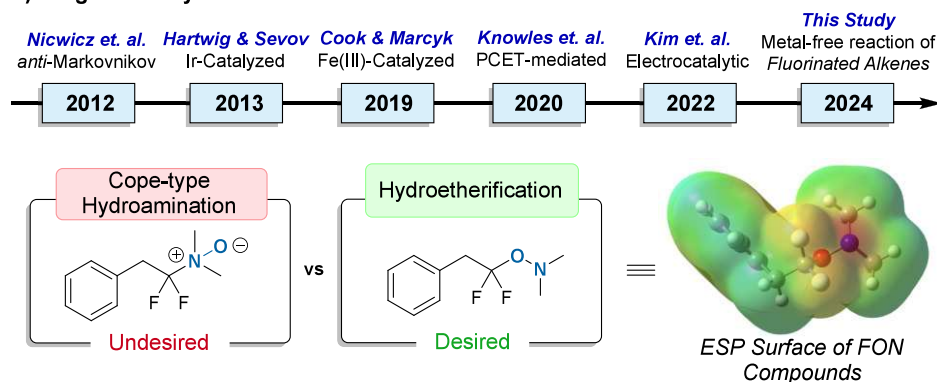 Nicwicz et. al.
anti-Markovnikov
2012
Hartwig & Sevov
Ir-Catalyzed
2013
Cook & Marcyk
Fe(III)-Catalyzed
2019
Knowles et. al.
PCET-mediated
2020
Kim et. al.
Electrocatalytic
2022
This Study
Metal-free reaction of
Fluorinated Alkenes
2024
Cope-type
Hydroamination
N
⊕
O
⊖
F F
Undesired
vs
Hydroetherification
O
N
F F
Desired
ESP Surface of FON
Compounds